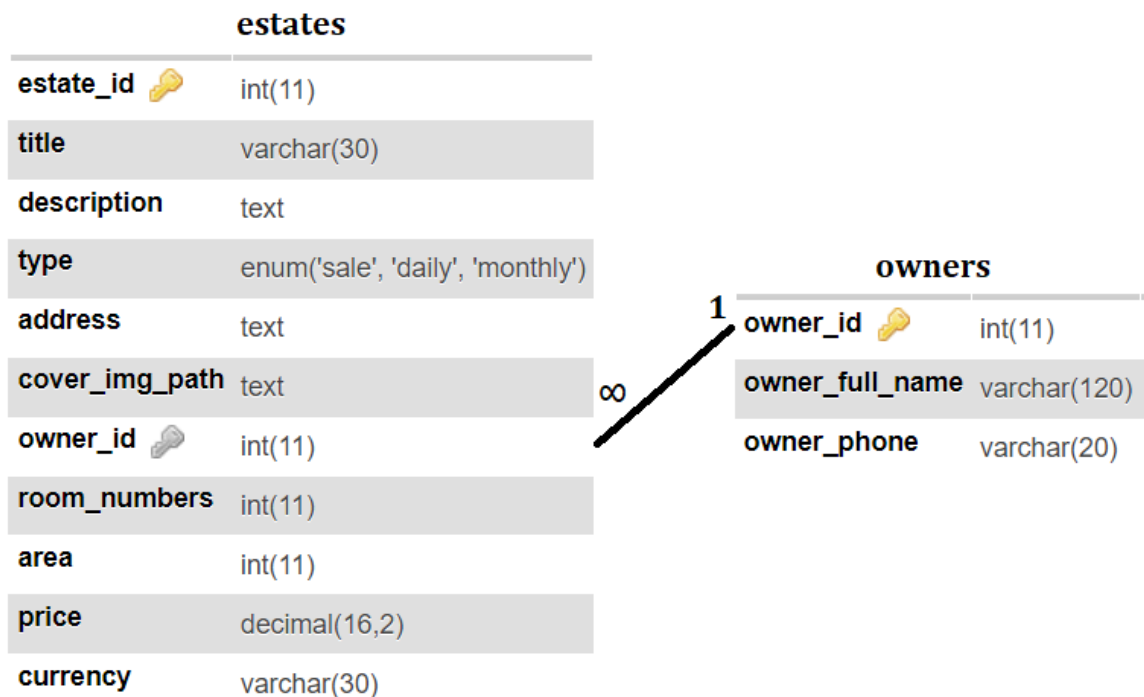 estates
estate_id int(11)
title varchar(30)
description text
type enum('sale', 'daily', 'monthly')
address text
cover_img_path text
owner_id int(11)
room_numbers int(11)
area int(11)
price decimal(16,2)
currency varchar(30)
∞
1
owners
owner_id int(11)
owner_full_name varchar(120)
owner_phone varchar(20)